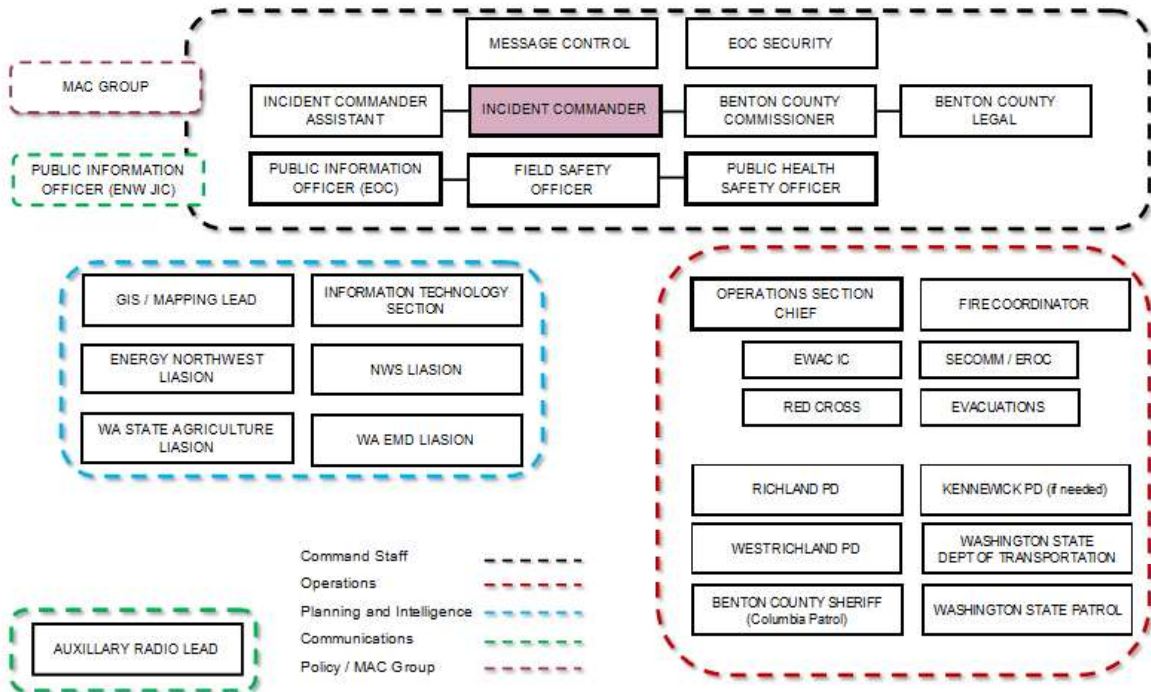 MESSAGE CONTROL
EOC SECURITY
MAC GROUP
INCIDENT COMMANDER
ASSISTANT
INCIDENT COMMANDER
BENTON COUNTY
COMMISSIONER
BENTON COUNTY
LEGAL
PUBLIC INFORMATION
OFFICER (ENW JIC)
PUBLIC INFORMATION
OFFICER (EOC)
FIELD SAFETY
OFFICER
PUBLIC HEALTH
SAFETY OFFICER
GIS / MAPPING LEAD
INFORMATION TECHNOLOGY
SECTION
ENERGY NORTHWEST
LIASION
NWS LIASION
WA STATE AGRICULTURE
LIASION
WA EMD LIASION
OPERATIONS SECTION
CHIEF
FIRE COORDINATOR
EWAC IC
SECOMM / EROC
RED CROSS
EVACUATIONS
RICHLAND PD
KENNEWICK PD (if needed)
WEST RICHLAND PD
WASHINGTON STATE
DEPT OF TRANSPORTATION
BENTON COUNTY SHERIFF
(Columbia Patrol)
WASHINGTON STATE PATROL
Command Staff
Operations
Planning and Intelligence
Communications
Policy / MAC Group
AUXILLARY RADIO LEAD